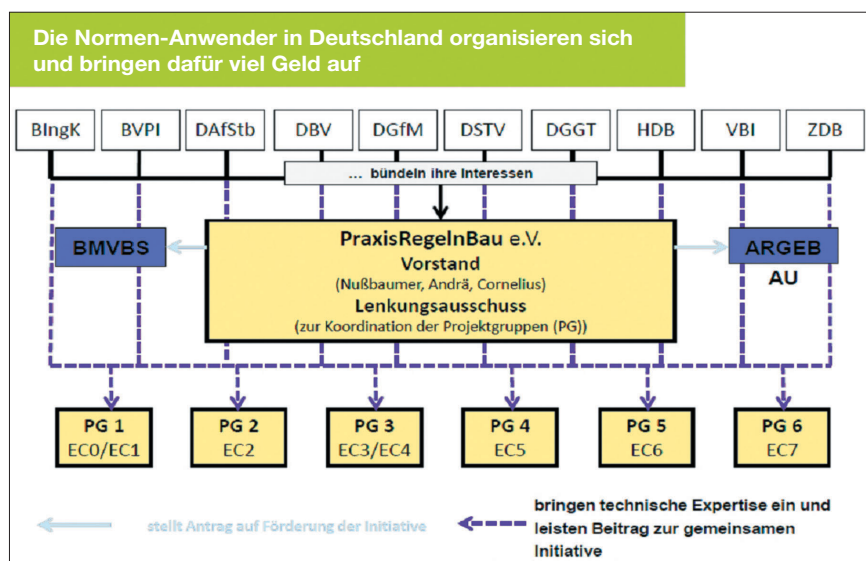 Die Normen-Anwender in Deutschland organisieren sich
und bringen dafür viel Geld auf
BIngK BVPI DAfStb DBV DGfM DSTV DGGT HDB VBI ZDB
... bündeln ihre Interessen
BMVBS
PraxisRegelnBau e.V.
Vorstand
(Nußbaumer, Andrä, Cornelius)
Lenkungsausschuss
(zur Koordination der Projektgruppen (PG))
ARGEB
AU
PG 1 PG 2 PG 3 PG 4 PG 5 PG 6
EC0/EC1 EC2 EC3/EC4 EC5 EC6 EC7
stellt Antrag auf Förderung der Initiative
bringen technische Expertise ein und
leisten Beitrag zur gemeinsamen
Initiative